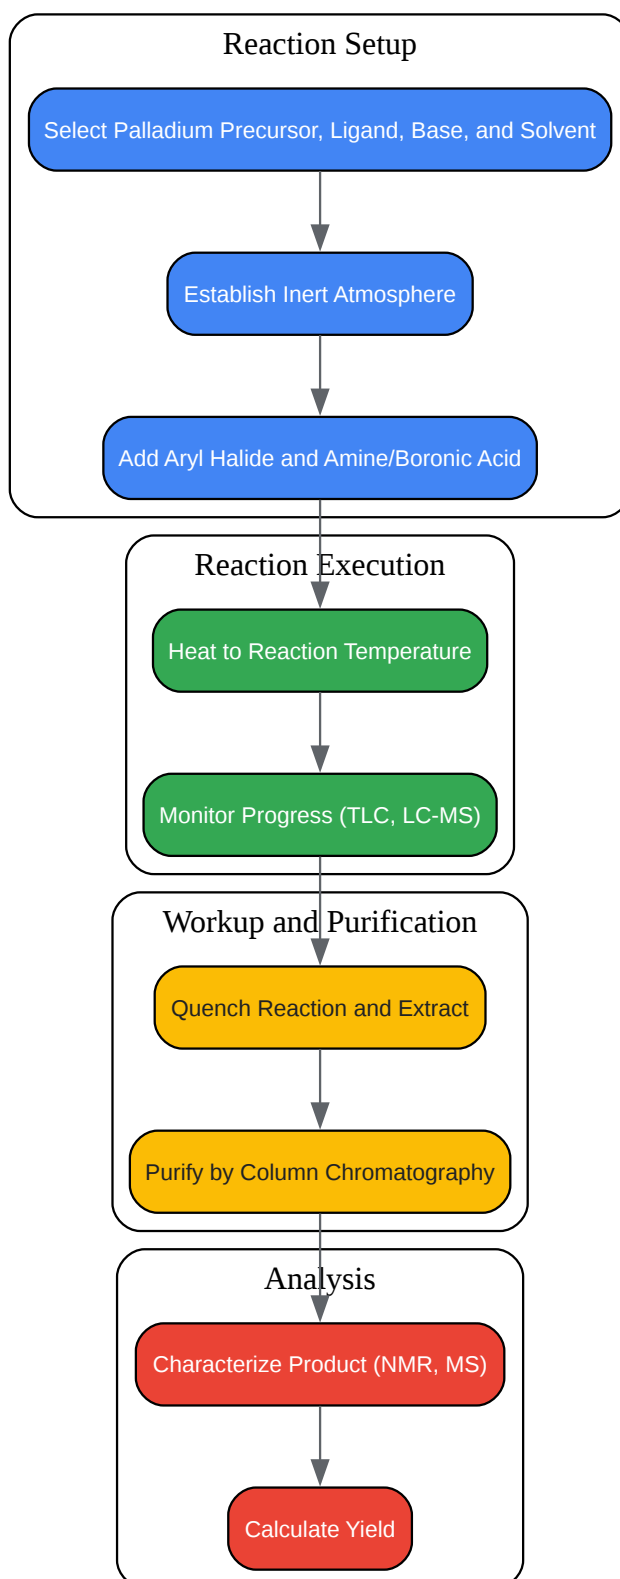 Reaction Setup
Select Palladium Precursor, Ligand, Base, and Solvent
Establish Inert Atmosphere
Add Aryl Halide and Amine/Boronic Acid
Reaction Execution
Heat to Reaction Temperature
Monitor Progress (TLC, LC-MS)
Workup and Purification
Quench Reaction and Extract
Purify by Column Chromatography
Analysis
Characterize Product (NMR, MS)
Calculate Yield